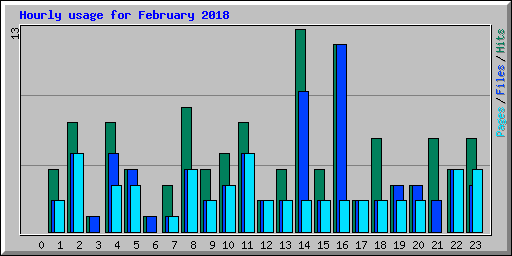 Hourly usage for February 2018
13
Pages / Files / Hits
0 1 2 3 4 5 6 7 8 9 10 11 12 13 14 15 16 17 18 19 20 21 22 23